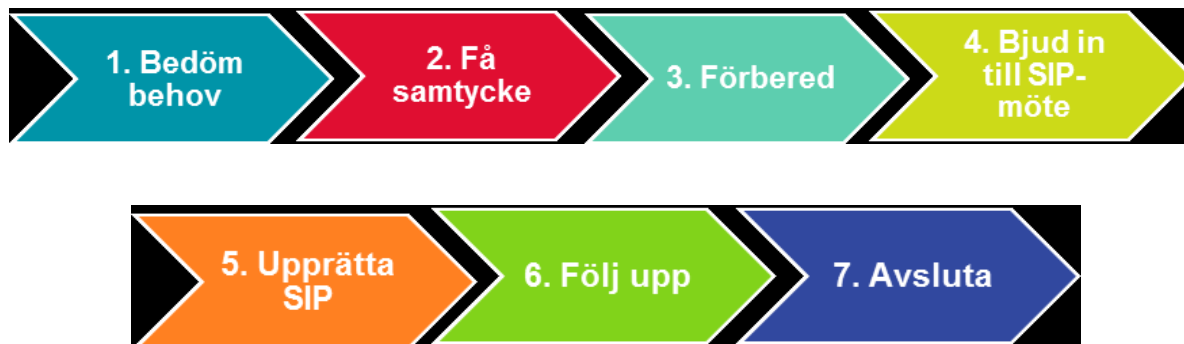 1. Bedöm
behov
2. Få
samtycke
3. Förbered
4. Bjud in
till SIP-
möte
5. Upprätta
SIP
6. Följ upp
7. Avsluta